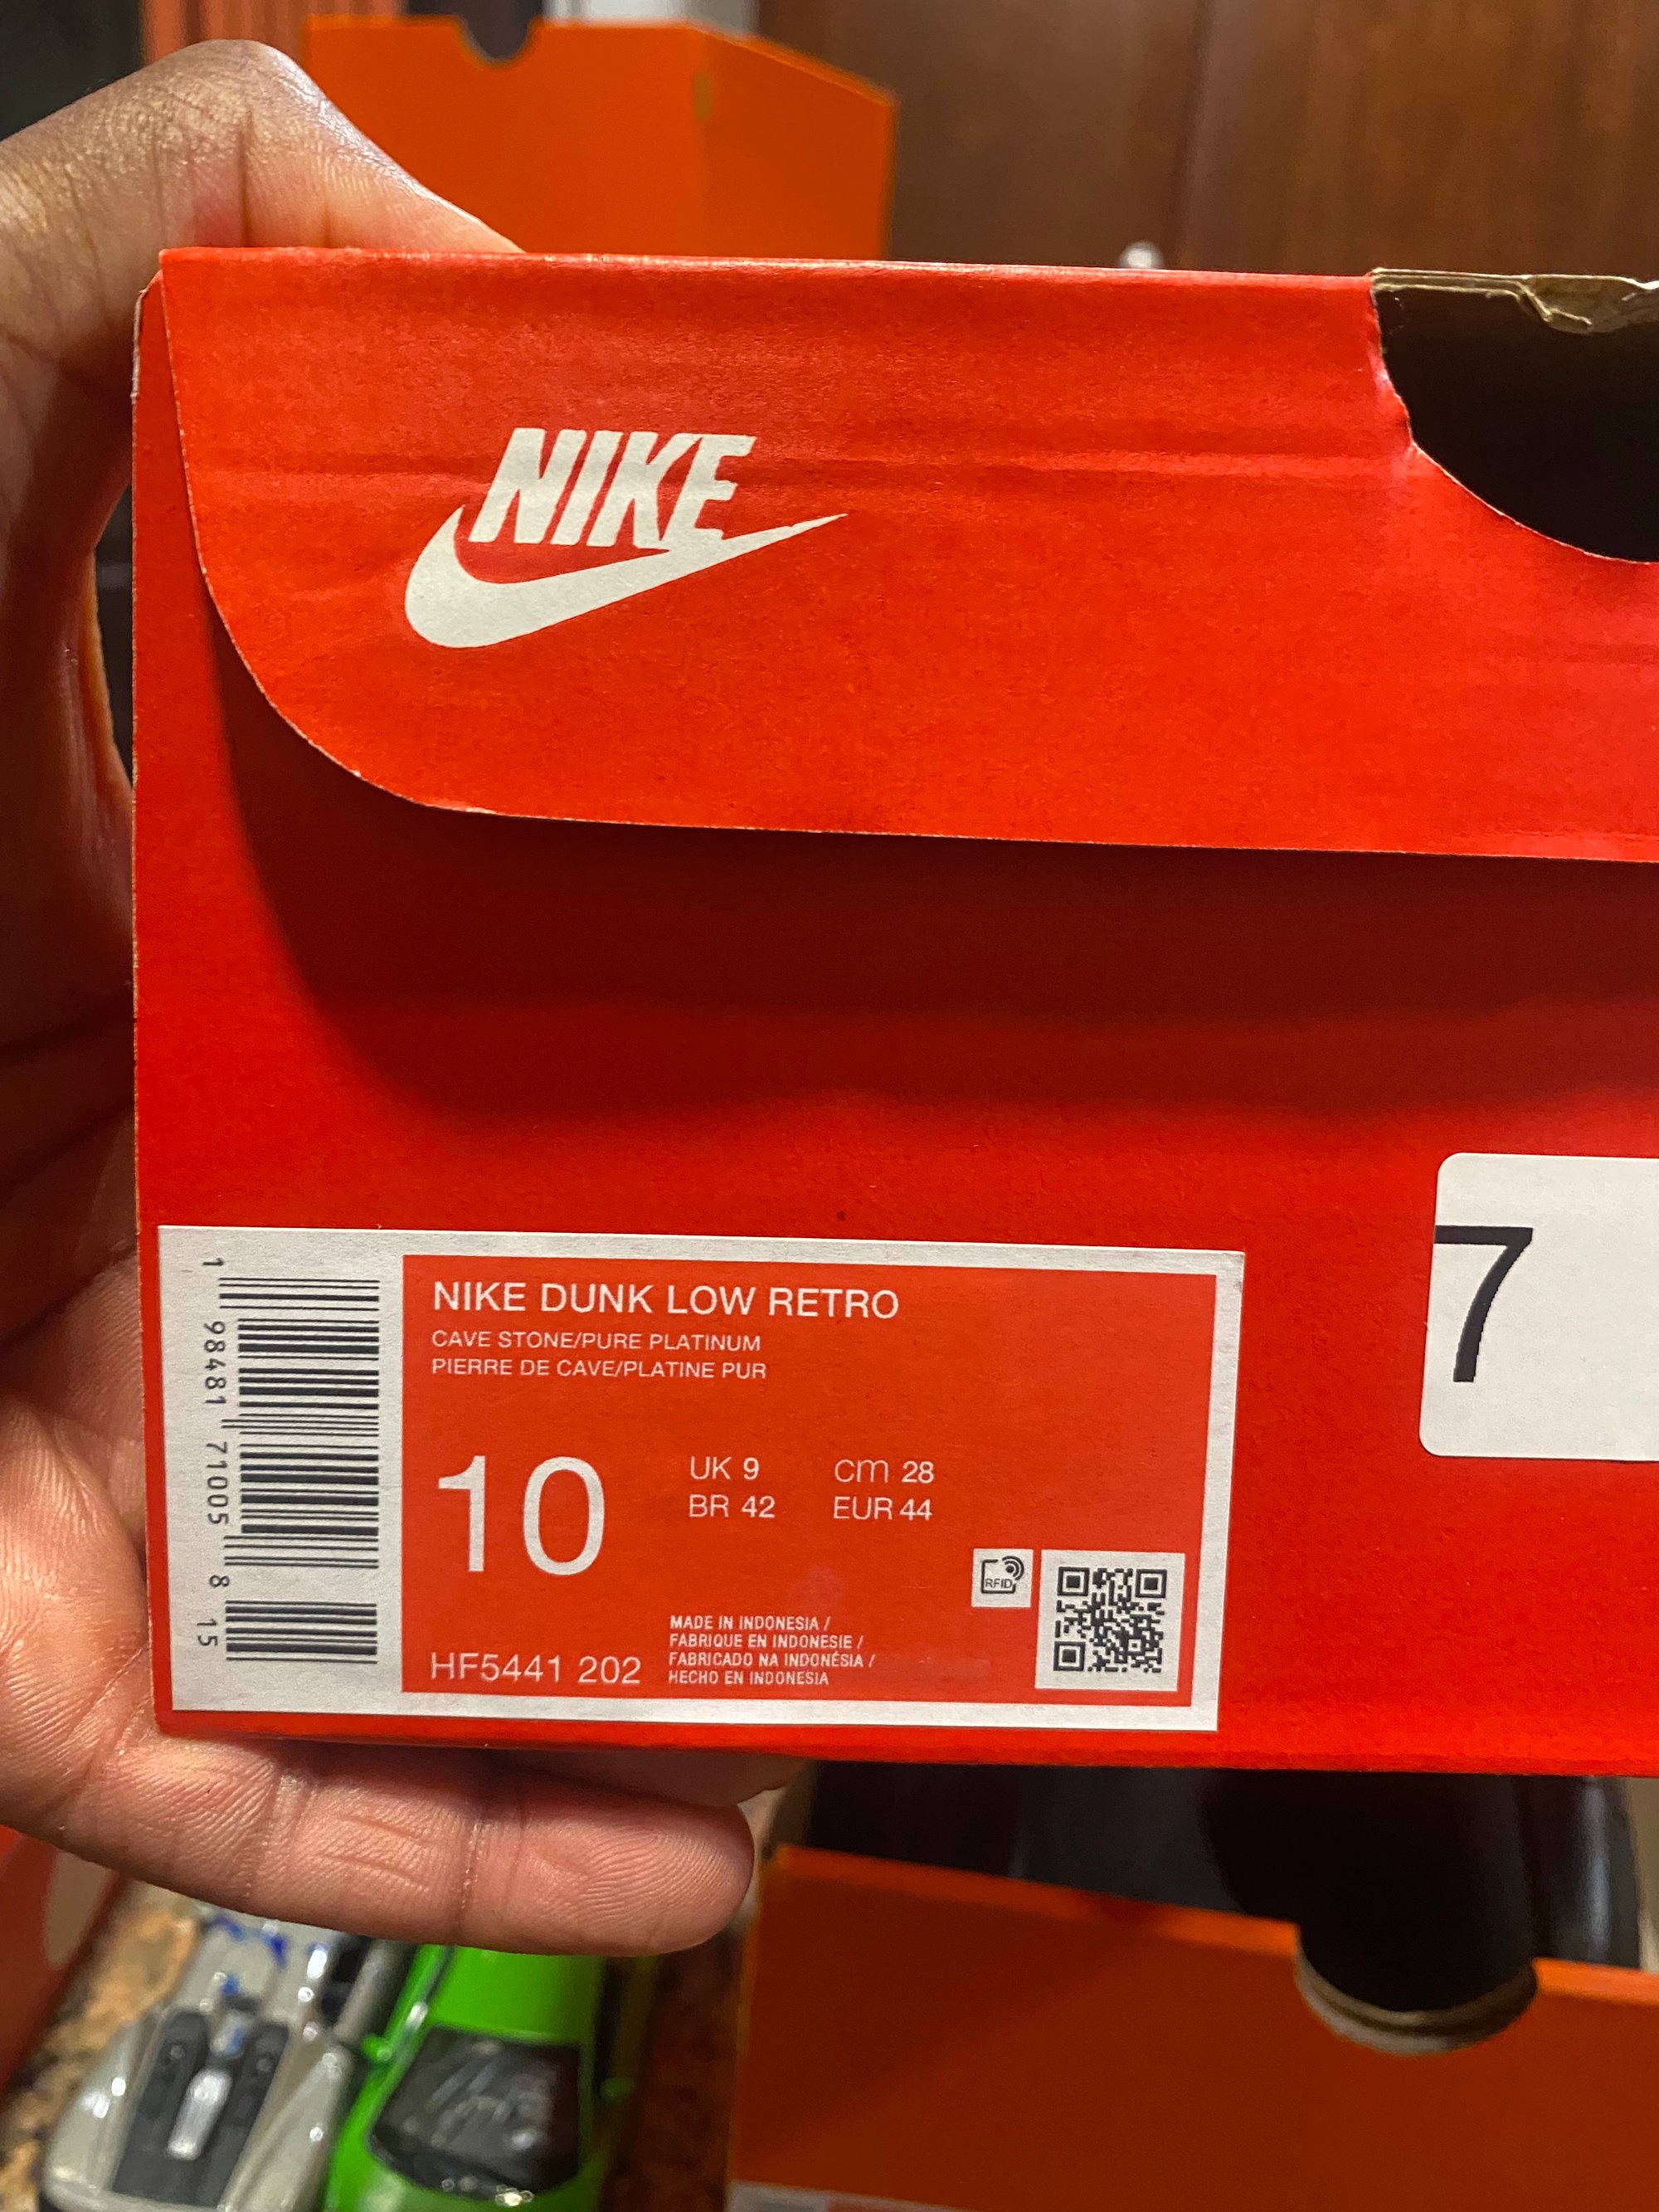 NIKE
7
NIKE DUNK LOW RETRO
CAVE STONE/PURE PLATINUM
PIERRE DE CAVE/PLATINE PUR
10
UK 9 cm 28
BR 42 EUR 44
RFID
HF5441 202
MADE IN INDONESIA /
FABRIQUE EN INDONESIE /
FABRICADO NA INDONÉSIA /
HECHO EN INDONESIA
1 98481 71005 8 15